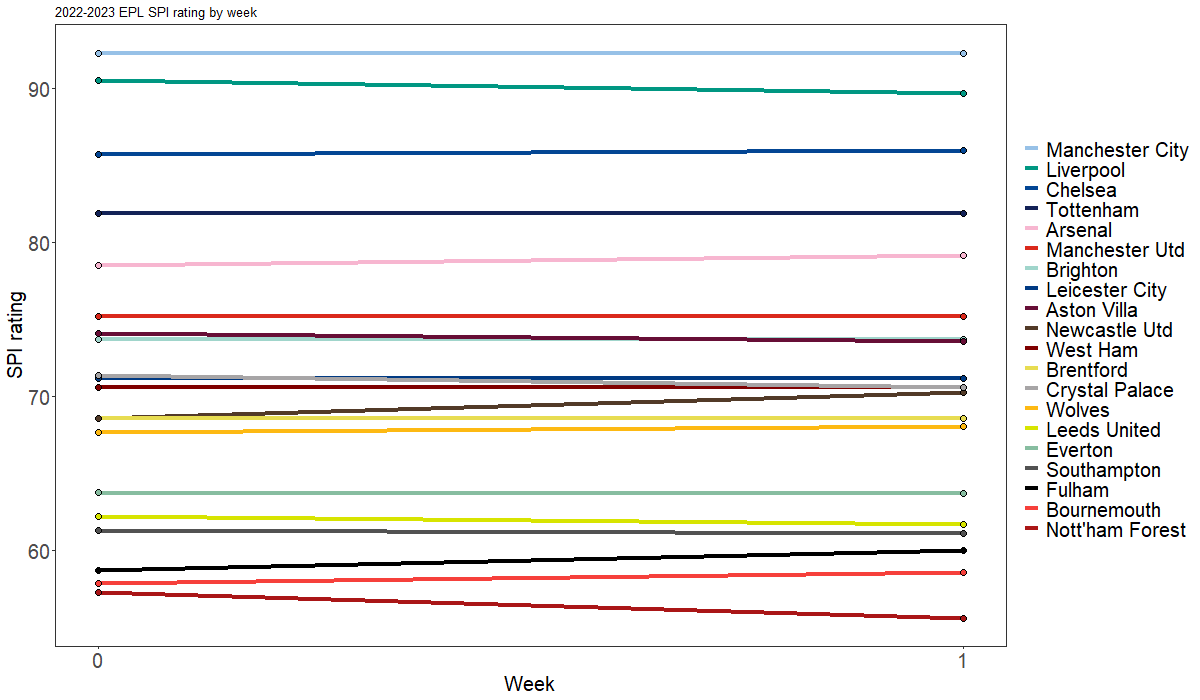 2022-2023 EPL SPI rating by week
SPI rating
90
80
70
60
0
1
Week
Manchester City
Liverpool
Chelsea
Tottenham
Arsenal
Manchester Utd
Brighton
Leicester City
Aston Villa
Newcastle Utd
West Ham
Brentford
Crystal Palace
Wolves
Leeds United
Everton
Southampton
Fulham
Bournemouth
Nott'ham Forest